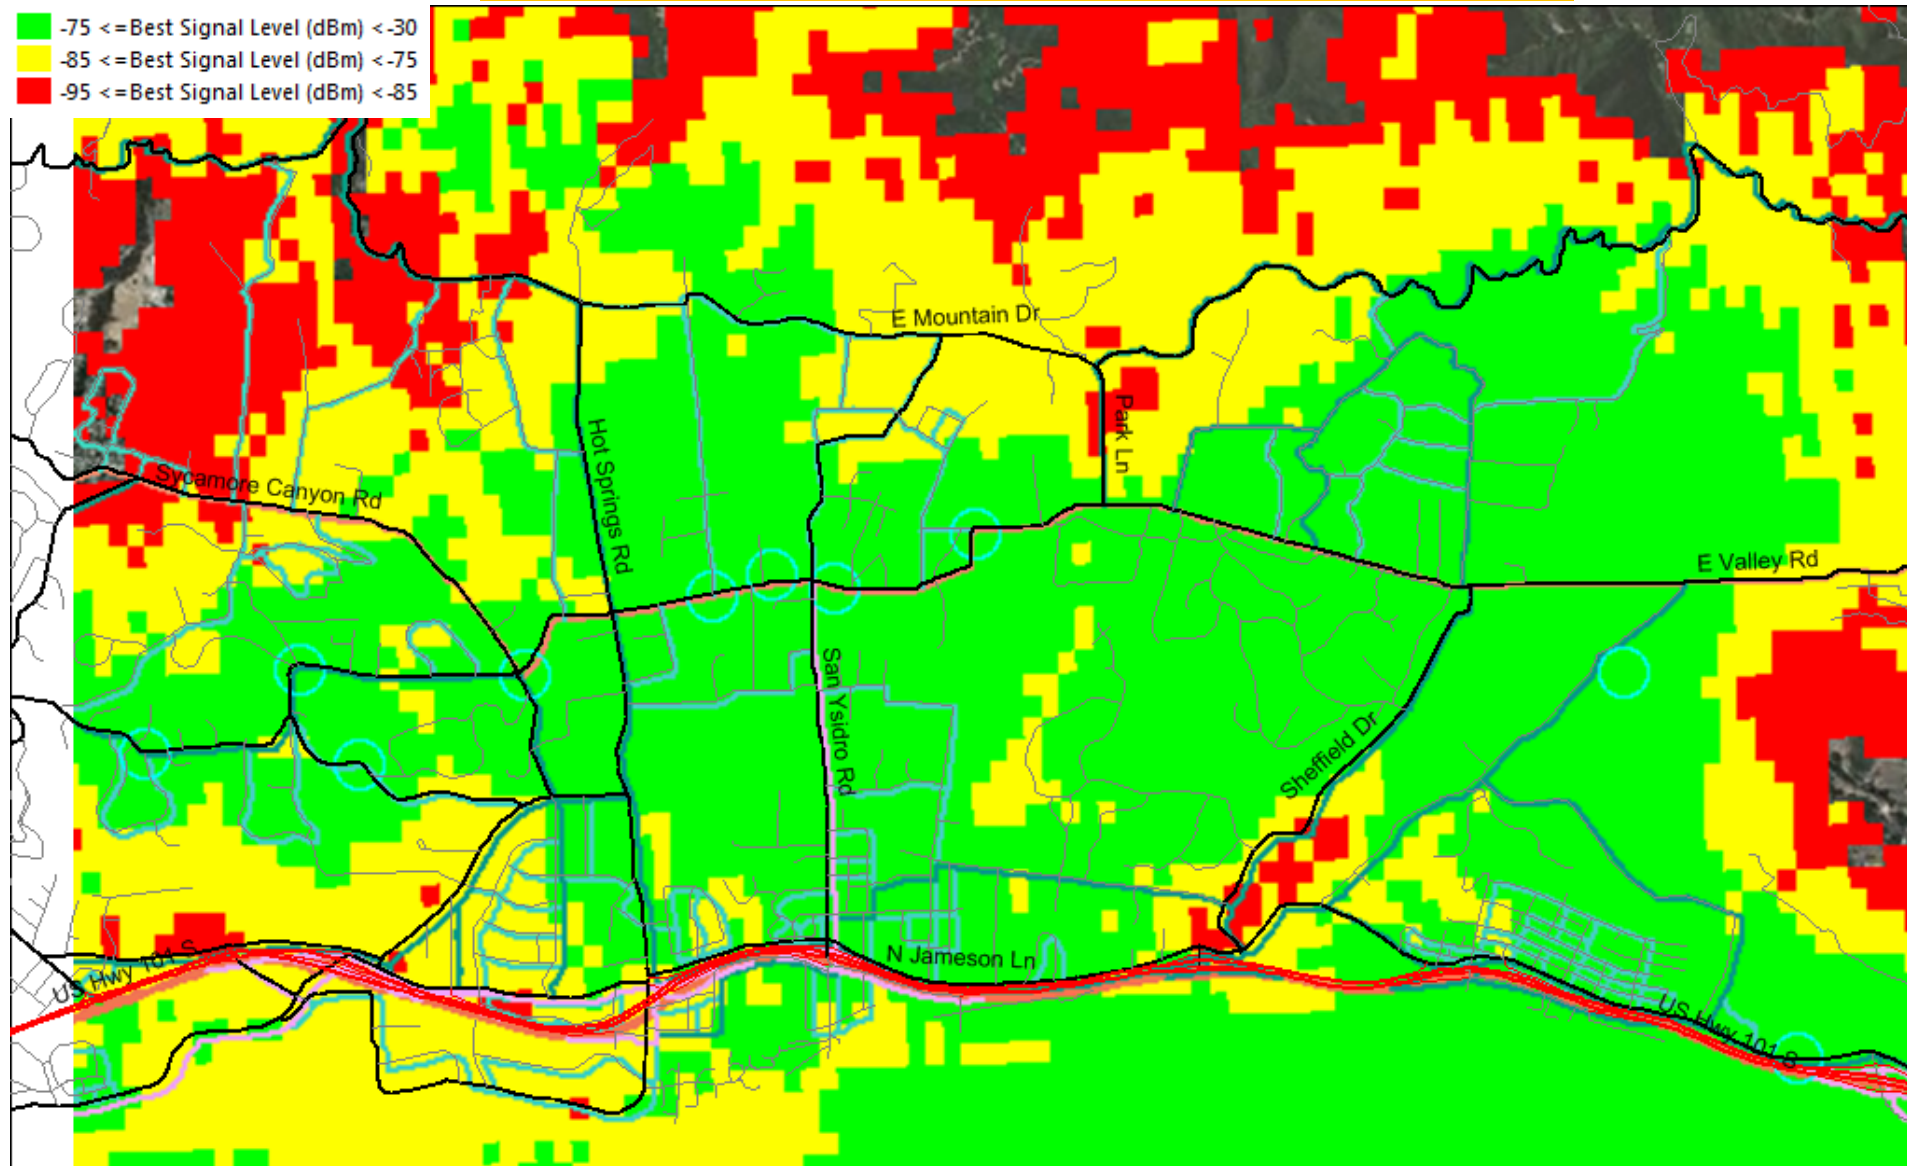 -75 <=Best Signal Level (dBm) <-30
-85 <=Best Signal Level (dBm) <-75
-95 <=Best Signal Level (dBm) <-85
E Mountain Dr
Park Ln
Hot Springs Rd
Sycamore Canyon Rd
E Valley Rd
San Ysidro Rd
Sheffield Dr
US Hwy 101 S
N Jameson Ln
US Hwy 101 S